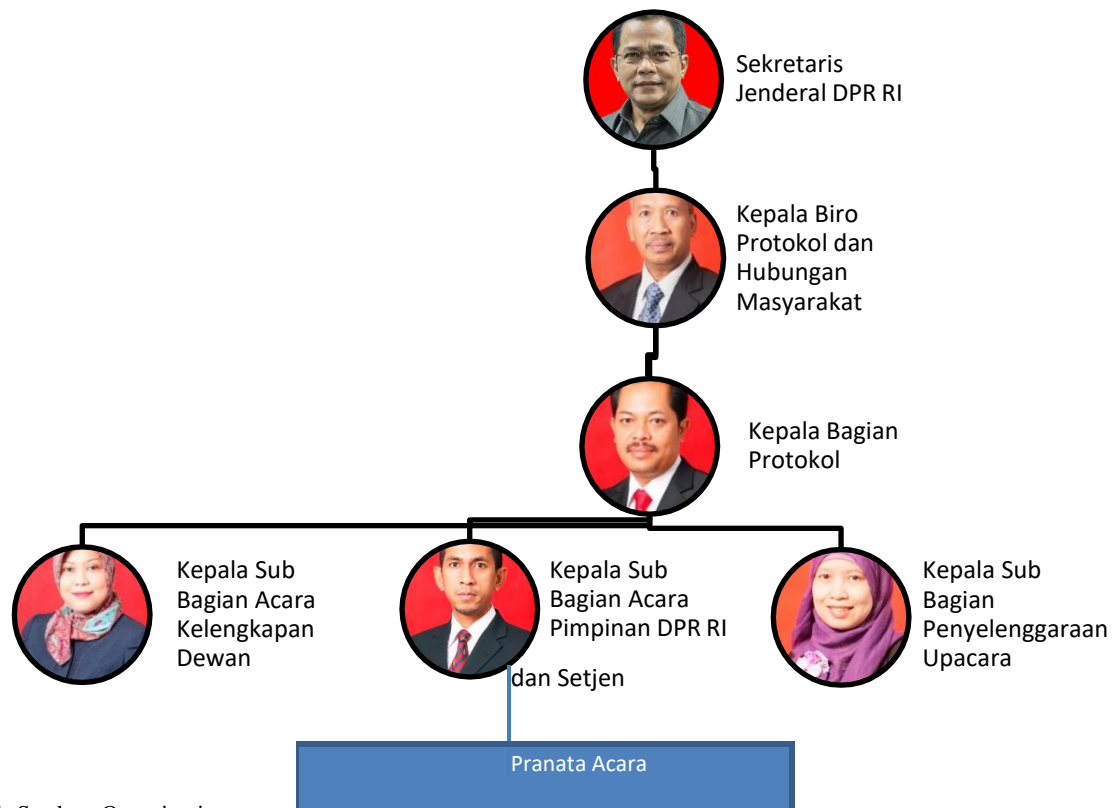 Sekretaris
Jenderal DPR RI
Kepala Biro
Protokol dan
Hubungan
Masyarakat
Kepala Bagian
Protokol
Kepala Sub
Bagian Acara
Kelengkapan
Dewan
Kepala Sub
Bagian Acara
Pimpinan DPR RI
dan Setjen
Kepala Sub
Bagian
Penyelenggaraan
Upacara
Pranata Acara